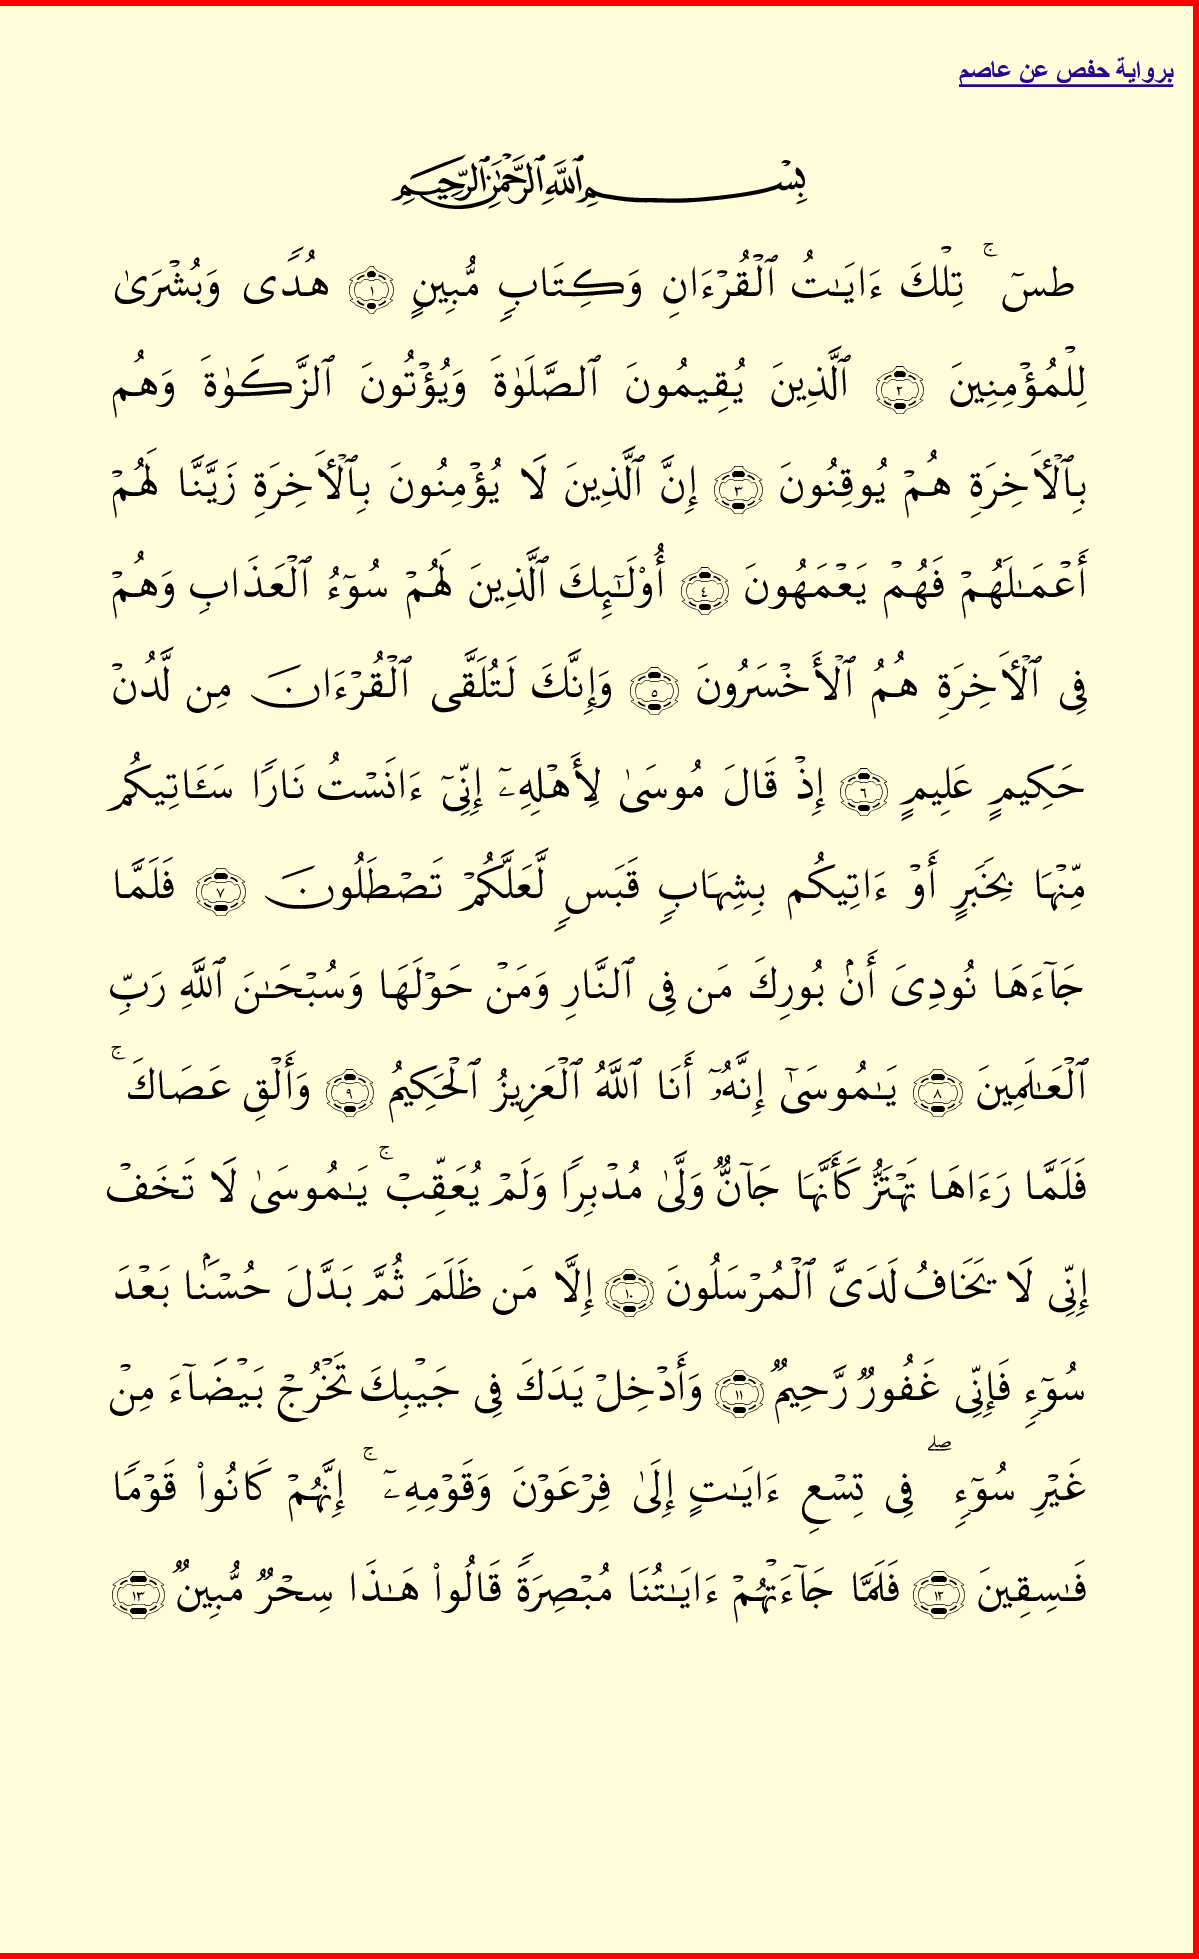 برواية حفص عن عاصم
بِسْمِ ٱللَّهِ ٱلرَّحْمَٰنِ ٱلرَّحِيمِ
طسٓ ۚ تِلْكَ ءَايَـٰتُ ٱلْقُرْءَانِ وَكِتَابٍ مُّبِينٍ ١ هُدًى وَبُشْرَىٰ
لِلْمُؤْمِنِينَ ٢ ٱلَّذِينَ يُقِيمُونَ ٱلصَّلَوٰةَ وَيُؤْتُونَ ٱلزَّكَوٰةَ وَهُم
بِٱلْـَٔاخِرَةِ هُمْ يُوقِنُونَ ٣ إِنَّ ٱلَّذِينَ لَا يُؤْمِنُونَ بِٱلْـَٔاخِرَةِ زَيَّنَّا لَهُمْ
أَعْمَـٰلَهُمْ فَهُمْ يَعْمَهُونَ ٤ أُو۟لَـٰٓئِكَ ٱلَّذِينَ لَهُمْ سُوٓءُ ٱلْعَذَابِ وَهُمْ
فِى ٱلْـَٔاخِرَةِ هُمُ ٱلْأَخْسَرُونَ ٥ وَإِنَّكَ لَتُلَقَّى ٱلْقُرْءَانَ مِن لَّدُنْ
حَكِيمٍ عَلِيمٍ ٦ إِذْ قَالَ مُوسَىٰ لِأَهْلِهِۦٓ إِنِّىٓ ءَانَسْتُ نَارًا سَـَٔاتِيكُم
مِّنْهَا بِخَبَرٍ أَوْ ءَاتِيكُم بِشِهَابٍ قَبَسٍ لَّعَلَّكُمْ تَصْطَلُونَ ٧ فَلَمَّا
جَآءَهَا نُودِىَ أَنۢ بُورِكَ مَن فِى ٱلنَّارِ وَمَنْ حَوْلَهَا وَسُبْحَـٰنَ ٱللَّهِ رَبِّ
ٱلْعَـٰلَمِينَ ٨ يَـٰمُوسَىٰٓ إِنَّهُۥٓ أَنَا ٱللَّهُ ٱلْعَزِيزُ ٱلْحَكِيمُ ٩ وَأَلْقِ عَصَاكَ ۚ
فَلَمَّا رَءَاهَا تَهْتَزُّ كَأَنَّهَا جَآنٌّ وَلَّىٰ مُدْبِرًا وَلَمْ يُعَقِّبْ ۚ يَـٰمُوسَىٰ لَا تَخَفْ
إِنِّى لَا يَخَافُ لَدَىَّ ٱلْمُرْسَلُونَ ١٠ إِلَّا مَن ظَلَمَ ثُمَّ بَدَّلَ حُسْنًۢا بَعْدَ
سُوٓءٍ فَإِنِّى غَفُورٌ رَّحِيمٌ ١١ وَأَدْخِلْ يَدَكَ فِى جَيْبِكَ تَخْرُجْ بَيْضَآءَ مِنْ
غَيْرِ سُوٓءٍ ۖ فِى تِسْعِ ءَايَـٰتٍ إِلَىٰ فِرْعَوْنَ وَقَوْمِهِۦٓ ۚ إِنَّهُمْ كَانُوا۟ قَوْمًا
فَـٰسِقِينَ ١٢ فَلَمَّا جَآءَتْهُمْ ءَايَـٰتُنَا مُبْصِرَةً قَالُوا۟ هَـٰذَا سِحْرٌ مُّبِينٌ ١٣